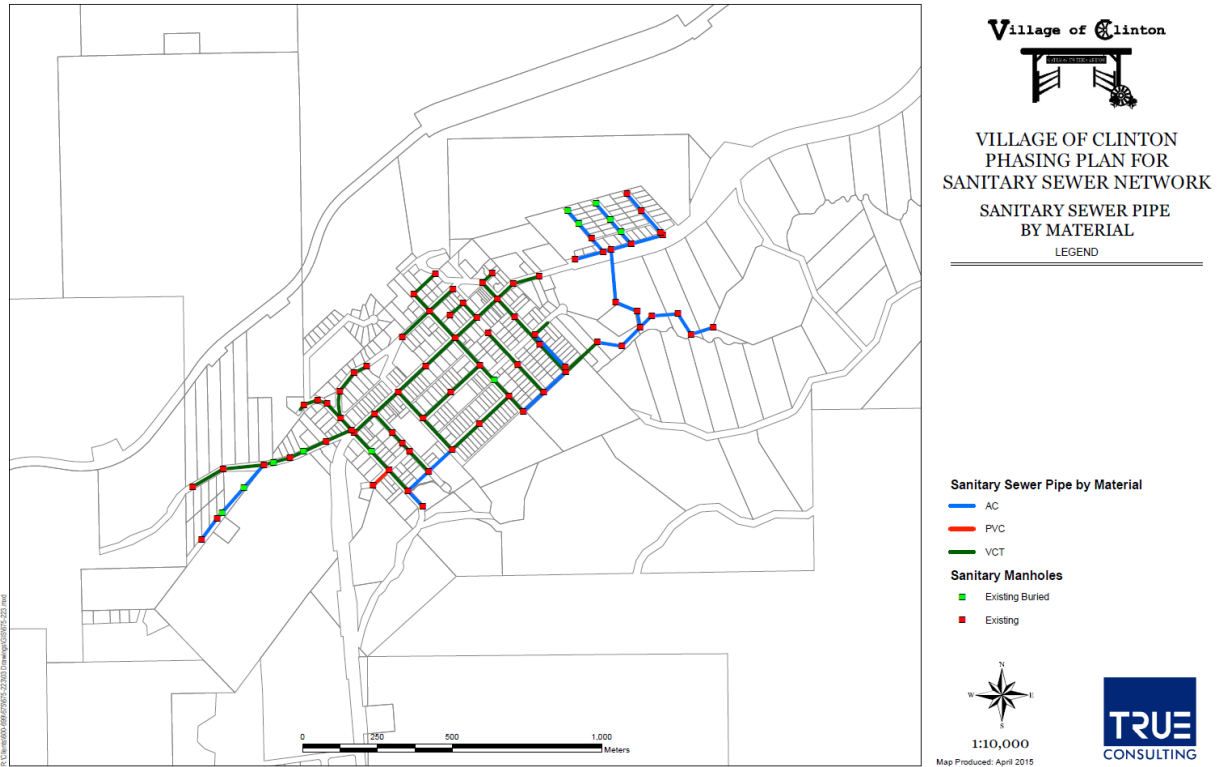 Village of Clinton
VILLAGE OF CLINTON
PHASING PLAN FOR
SANITARY SEWER NETWORK
SANITARY SEWER PIPE
BY MATERIAL
LEGEND
Sanitary Sewer Pipe by Material
AC
PVC
VCT
Sanitary Manholes
Existing Buried
Existing
N
W E
S
1:10,000
Map Produced: April 2015
TRUE
CONSULTING
0 250 500 1,000
Meters